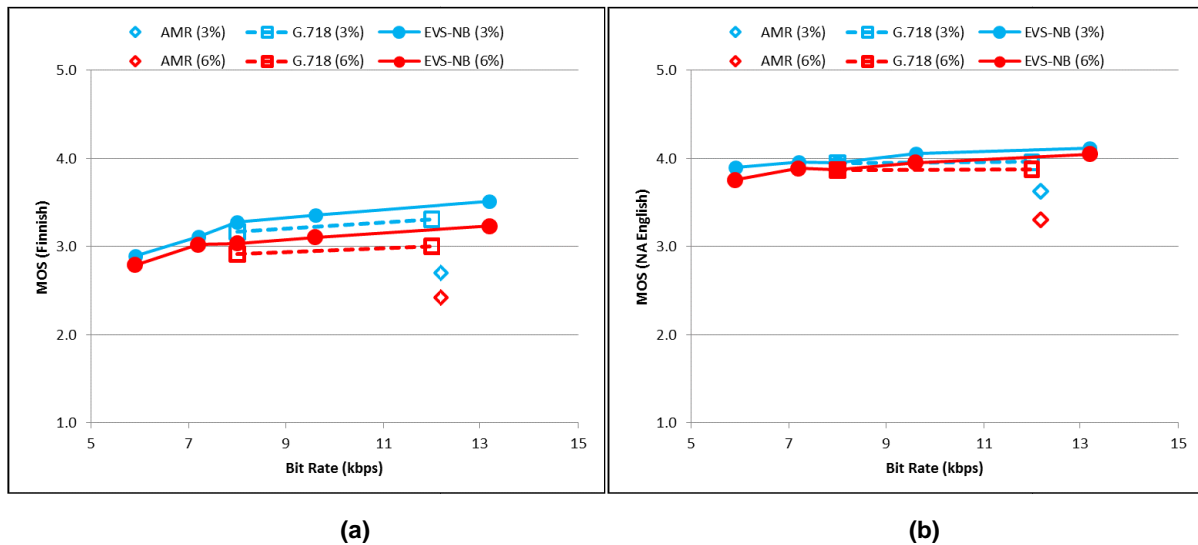 AMR (3%) G.718 (3%) EVS-NB (3%)
AMR (6%) G.718 (6%) EVS-NB (6%)
5.0
4.0
3.0
2.0
1.0
MOS (Finnish)
5 7 9 11 13 15
Bit Rate (kbps)
(a)
AMR (3%) G.718 (3%) EVS-NB (3%)
AMR (6%) G.718 (6%) EVS-NB (6%)
5.0
4.0
3.0
2.0
1.0
MOS (NA English)
5 7 9 11 13 15
Bit Rate (kbps)
(b)